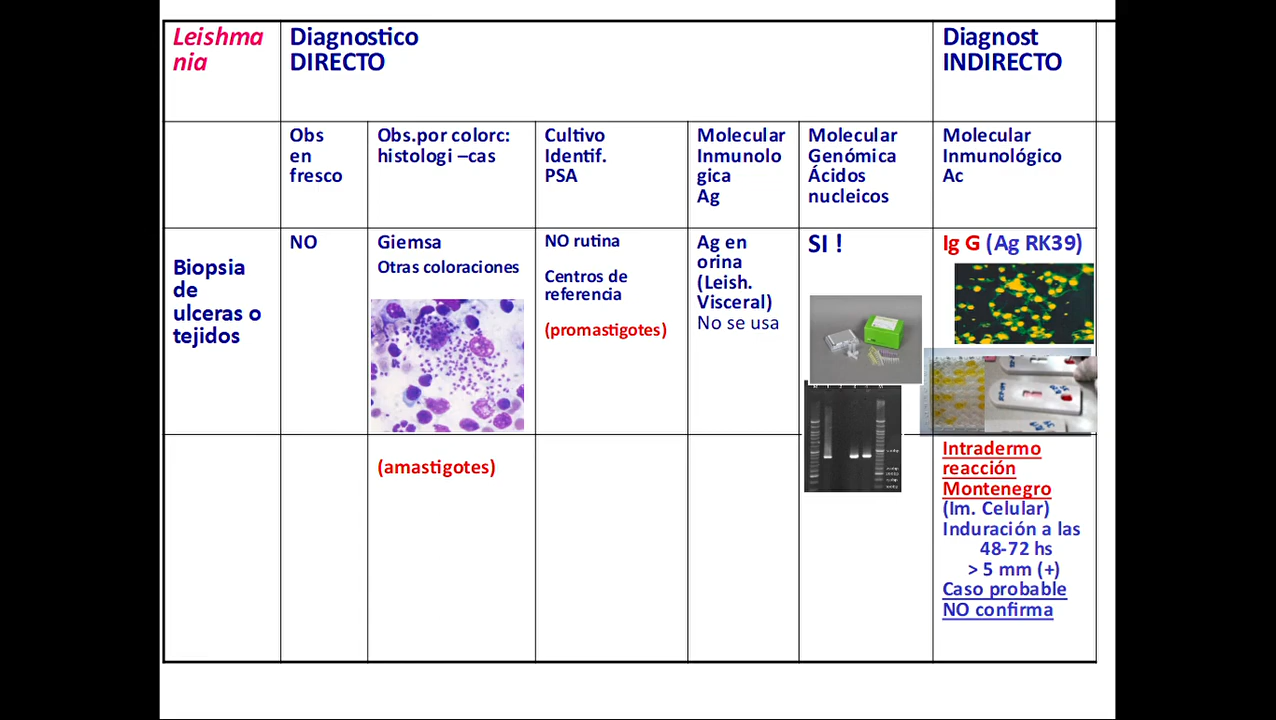 Leishma
nia
Diagnostico
DIRECTO
Diagnost
INDIRECTO
Obs
en
fresco
Obs.por colorc:
histologi –cas
Cultivo
Identif.
PSA
Molecular
Inmunolo
gica
Ag
Molecular
Genómica
Ácidos
nucleicos
Molecular
Inmunológico
Ac
Biopsia
de
ulceras o
tejidos
NO
Giemsa
Otras coloraciones
(amastigotes)
NO rutina
Centros de
referencia
(promastigotes)
Ag en
orina
(Leish.
Visceral)
No se usa
SI !
Ig G (Ag RK39)
Intradermo
reacción
Montenegro
(Im. Celular)
Induración a las
48-72 hs
> 5 mm (+)
Caso probable
NO confirma